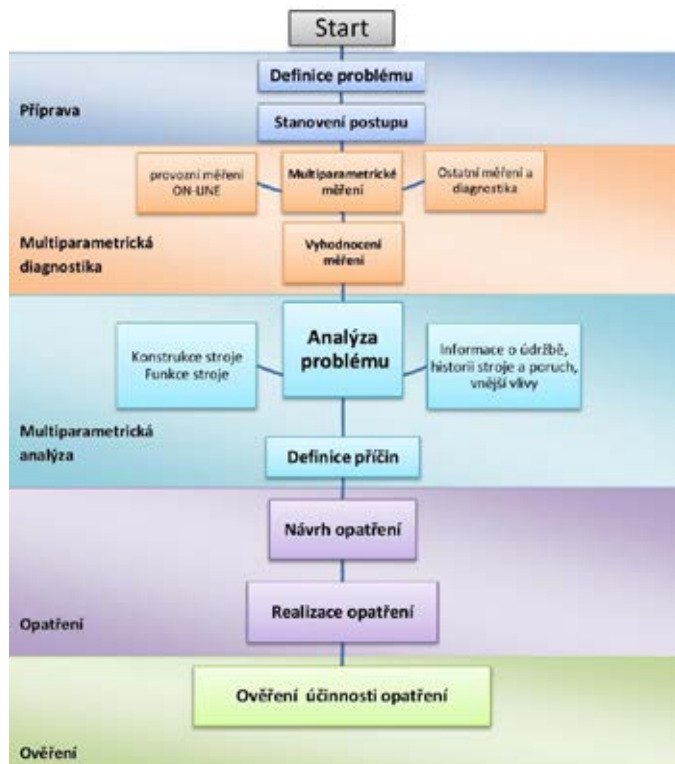 Start
Definice problému
Příprava
Stanovení postupu
provozní měření
ON-LINE
Multiparametrické
měření
Ostatní měření a
diagnostika
Multiparametrická
diagnostika
Vyhodnocení
měření
Konstrukce stroje
Funkce stroje
Analýza
problému
Informace o údržbě,
historii stroje a poruch,
vnější vlivy
Multiparametrická
analýza
Definice příčin
Návrh opatření
Realizace opatření
Opatření
Ověření účinnosti opatření
Ověření